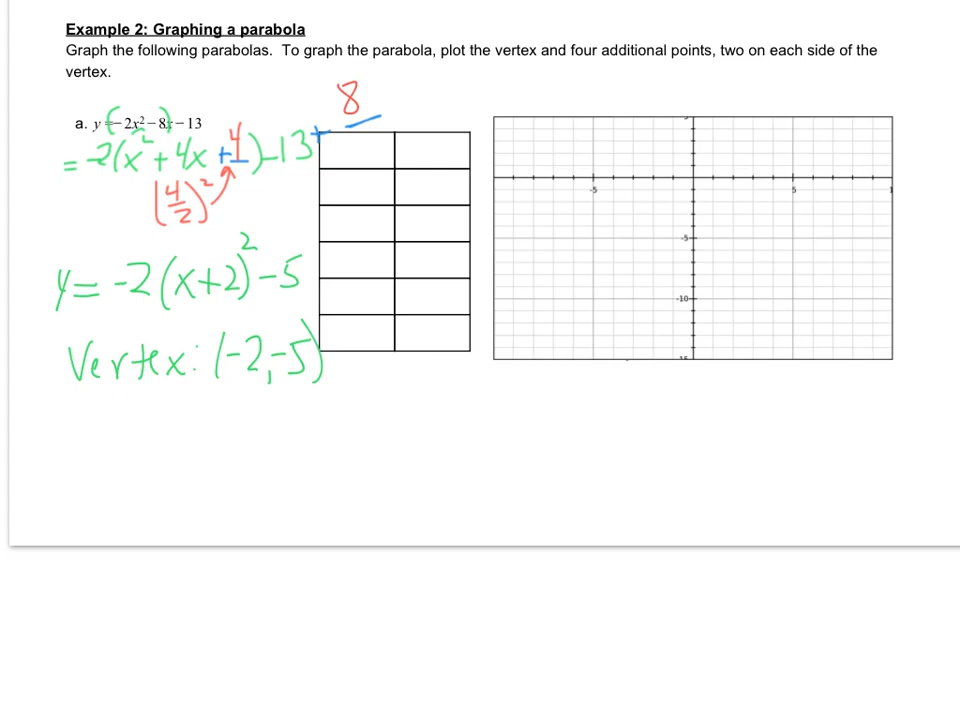 Example 2: Graphing a parabola
Graph the following parabolas. To graph the parabola, plot the vertex and four additional points, two on each side of the
vertex.
8
a. y = (− 2x² − 8x) − 13
= -2(x² + 4x + 4) - 13 +
(4/2)²
y = -2(x+2)² - 5
Vertex: (-2,-5)
-5
5
-5
-10